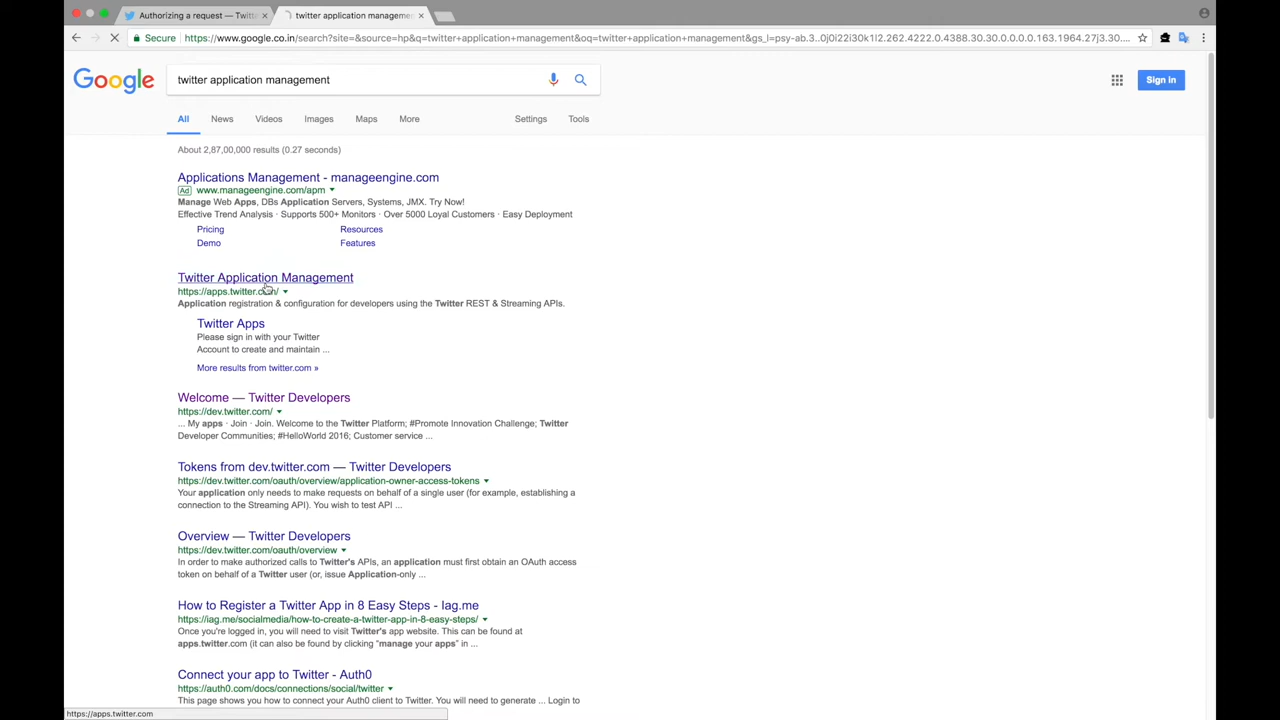 Authorizing a request — Twitte
twitter application management
Secure https://www.google.co.in/search?site=&source=hp&q=twitter+application+management&oq=twitter+application+management&gs_l=psy-ab.3..0j0i22i30k1l2.262.4222.0.4388.30.30.0.0.0.0.163.1964.27j3.30....
Google
twitter application management
Sign in
All News Videos Images Maps More Settings Tools
About 2,87,00,000 results (0.27 seconds)
Applications Management - manageengine.com
Ad www.manageengine.com/apm
Manage Web Apps, DBs Application Servers, Systems, JMX. Try Now!
Effective Trend Analysis · Supports 500+ Monitors · Over 5000 Loyal Customers · Easy Deployment
Pricing Resources
Demo Features
Twitter Application Management
https://apps.twitter.com/
Application registration & configuration for developers using the Twitter REST & Streaming APIs.
Twitter Apps
Please sign in with your Twitter
Account to create and maintain ...
More results from twitter.com »
Welcome — Twitter Developers
https://dev.twitter.com/
... My apps · Join · Join. Welcome to the Twitter Platform; #Promote Innovation Challenge; Twitter
Developer Communities; #HelloWorld 2016; Customer service ...
Tokens from dev.twitter.com — Twitter Developers
https://dev.twitter.com/oauth/overview/application-owner-access-tokens
Your application only needs to make requests on behalf of a single user (for example, establishing a
connection to the Streaming API). You wish to test API ...
Overview — Twitter Developers
https://dev.twitter.com/oauth/overview
In order to make authorized calls to Twitter's APIs, an application must first obtain an OAuth access
token on behalf of a Twitter user (or, issue Application-only ...
How to Register a Twitter App in 8 Easy Steps - Iag.me
https://iag.me/socialmedia/how-to-create-a-twitter-app-in-8-easy-steps/
Once you're logged in, you will need to visit Twitter's app website. This can be found at
apps.twitter.com (it can also be found by clicking “manage your apps” in ...
Connect your app to Twitter - Auth0
https://auth0.com/docs/connections/social/twitter
This page shows you how to connect your Auth0 client to Twitter. You will need to generate ... Login to
https://apps.twitter.com